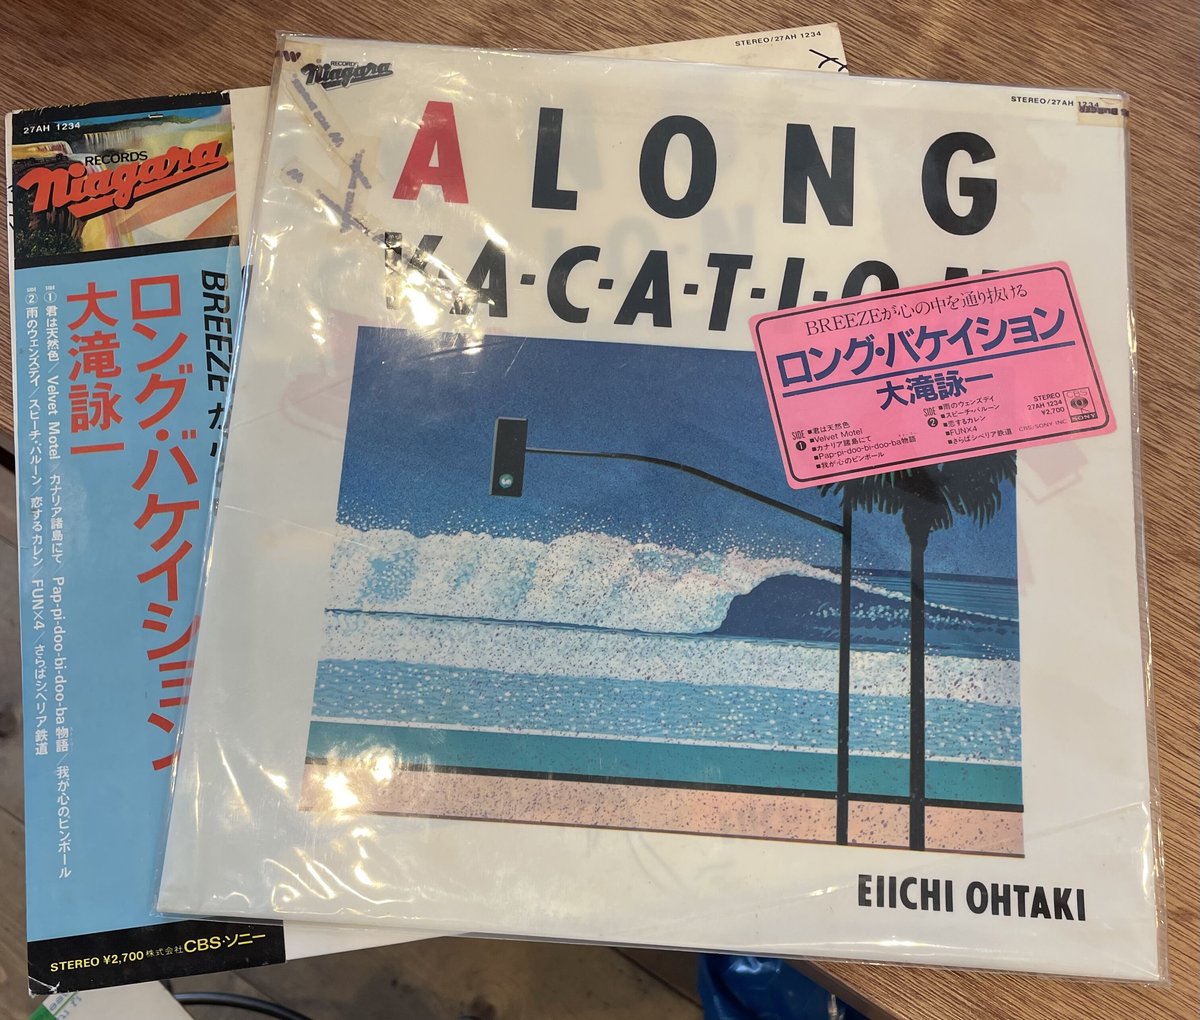 STEREO/27AH 1234
27AH 1234
RECORDS
Niagara
BREEZE が
ロング・バケイション
大滝詠一
SIDE ① 君は天然色/Velvet Motel/カナリア諸島にて/Pap-pi-doo-bi-doo-ba物語/我が心のピンボール
SIDE ② 雨のウェンズデイ/スピーチ・バルーン/恋するカレン/FUN×4/さらばシベリア鉄道
STEREO ¥2,700 株式会社 CBS・ソニー
RECORDS
Niagara
STEREO/27AH 1234
A LONG
V·A·C·A·T·I·O·N
BREEZEが心の中を通り抜ける
ロング・バケイション
大滝詠一
SIDE ①
■君は天然色
■Velvet Motel
■カナリア諸島にて
■Pap-pi-doo-bi-doo-ba物語
■我が心のピンボール
SIDE ②
■雨のウェンズデイ
■スピーチ・バルーン
■恋するカレン
■FUN×4
■さらばシベリア鉄道
STEREO
27AH 1234
¥2,700
CBS
SONY
CBS/SONY INC.
EIICHI OHTAKI